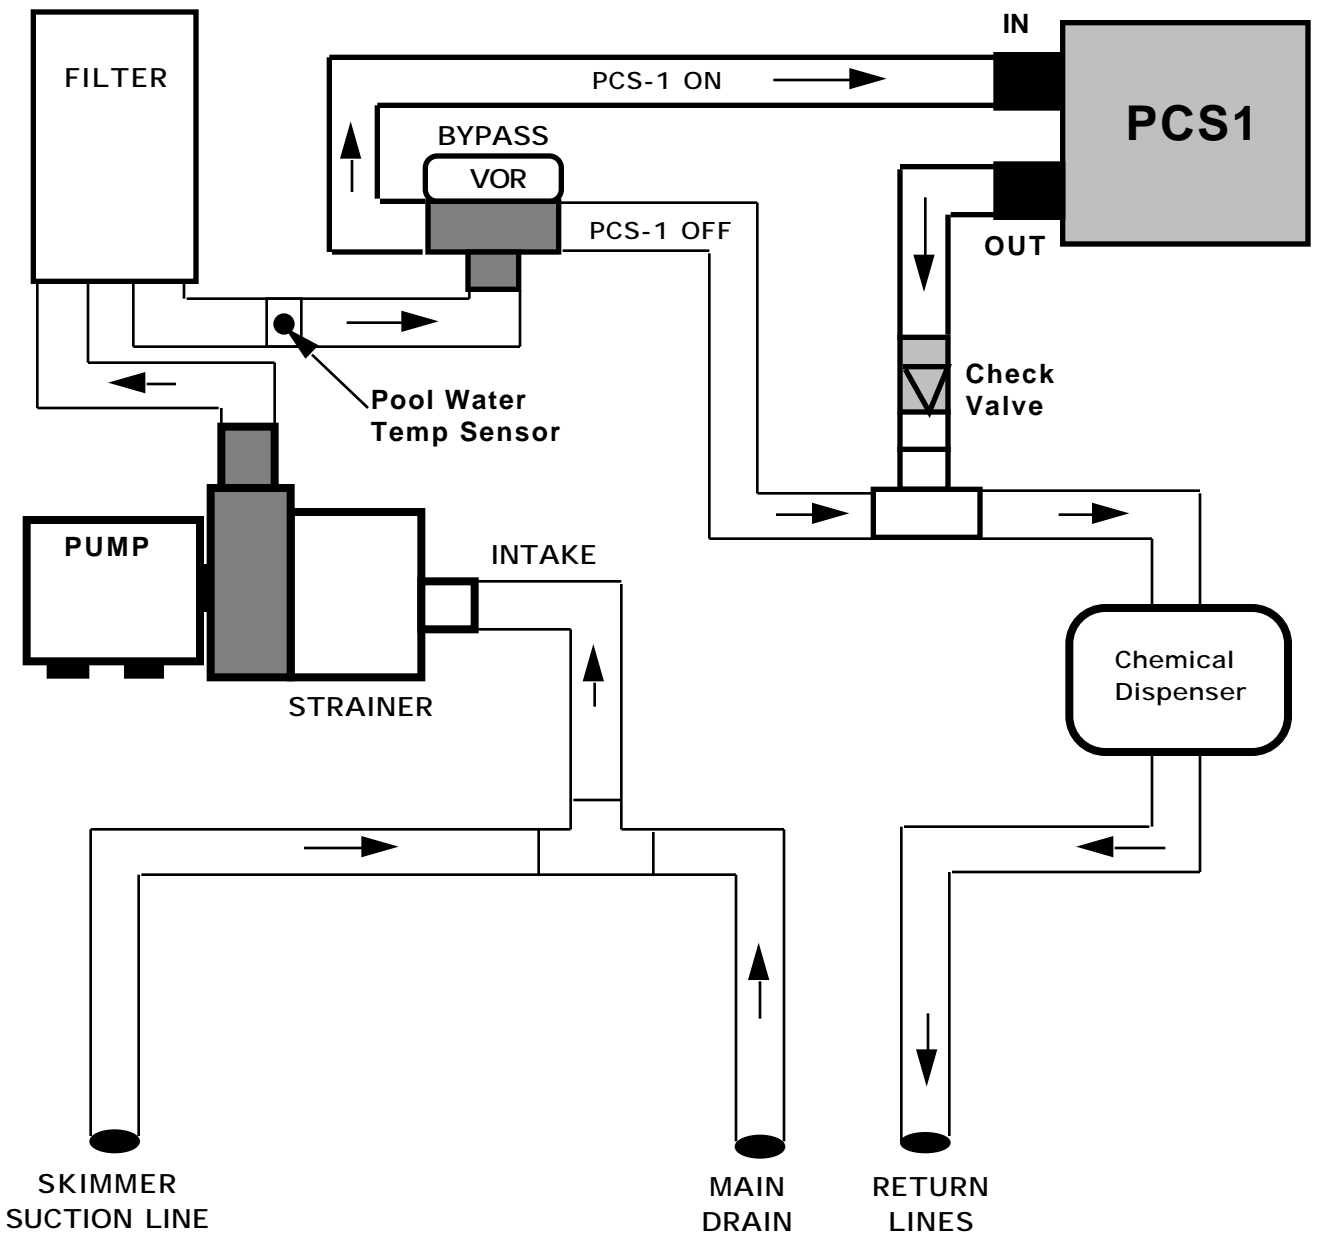 IN
FILTER
PCS-1 ON
PCS1
BYPASS
VOR
PCS-1 OFF
OUT
Pool Water
Temp Sensor
Check
Valve
PUMP
INTAKE
STRAINER
Chemical
Dispenser
SKIMMER
SUCTION LINE
MAIN
DRAIN
RETURN
LINES